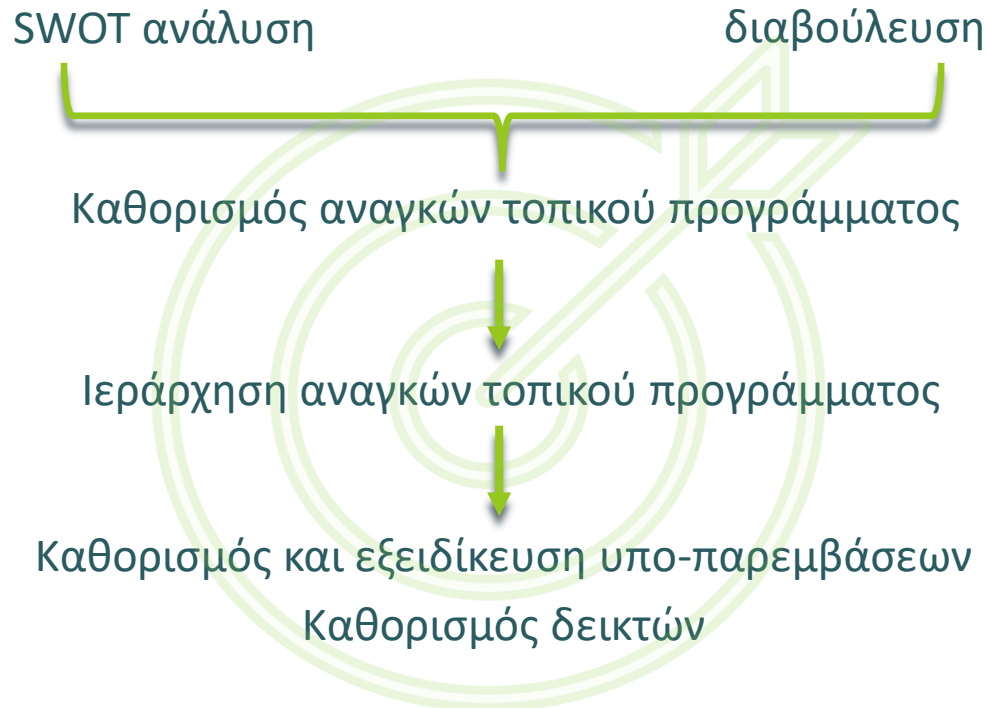 SWOT ανάλυση
διαβούλευση
Καθορισμός αναγκών τοπικού προγράμματος
Ιεράρχηση αναγκών τοπικού προγράμματος
Καθορισμός και εξειδίκευση υπο-παρεμβάσεων
Καθορισμός δεικτών